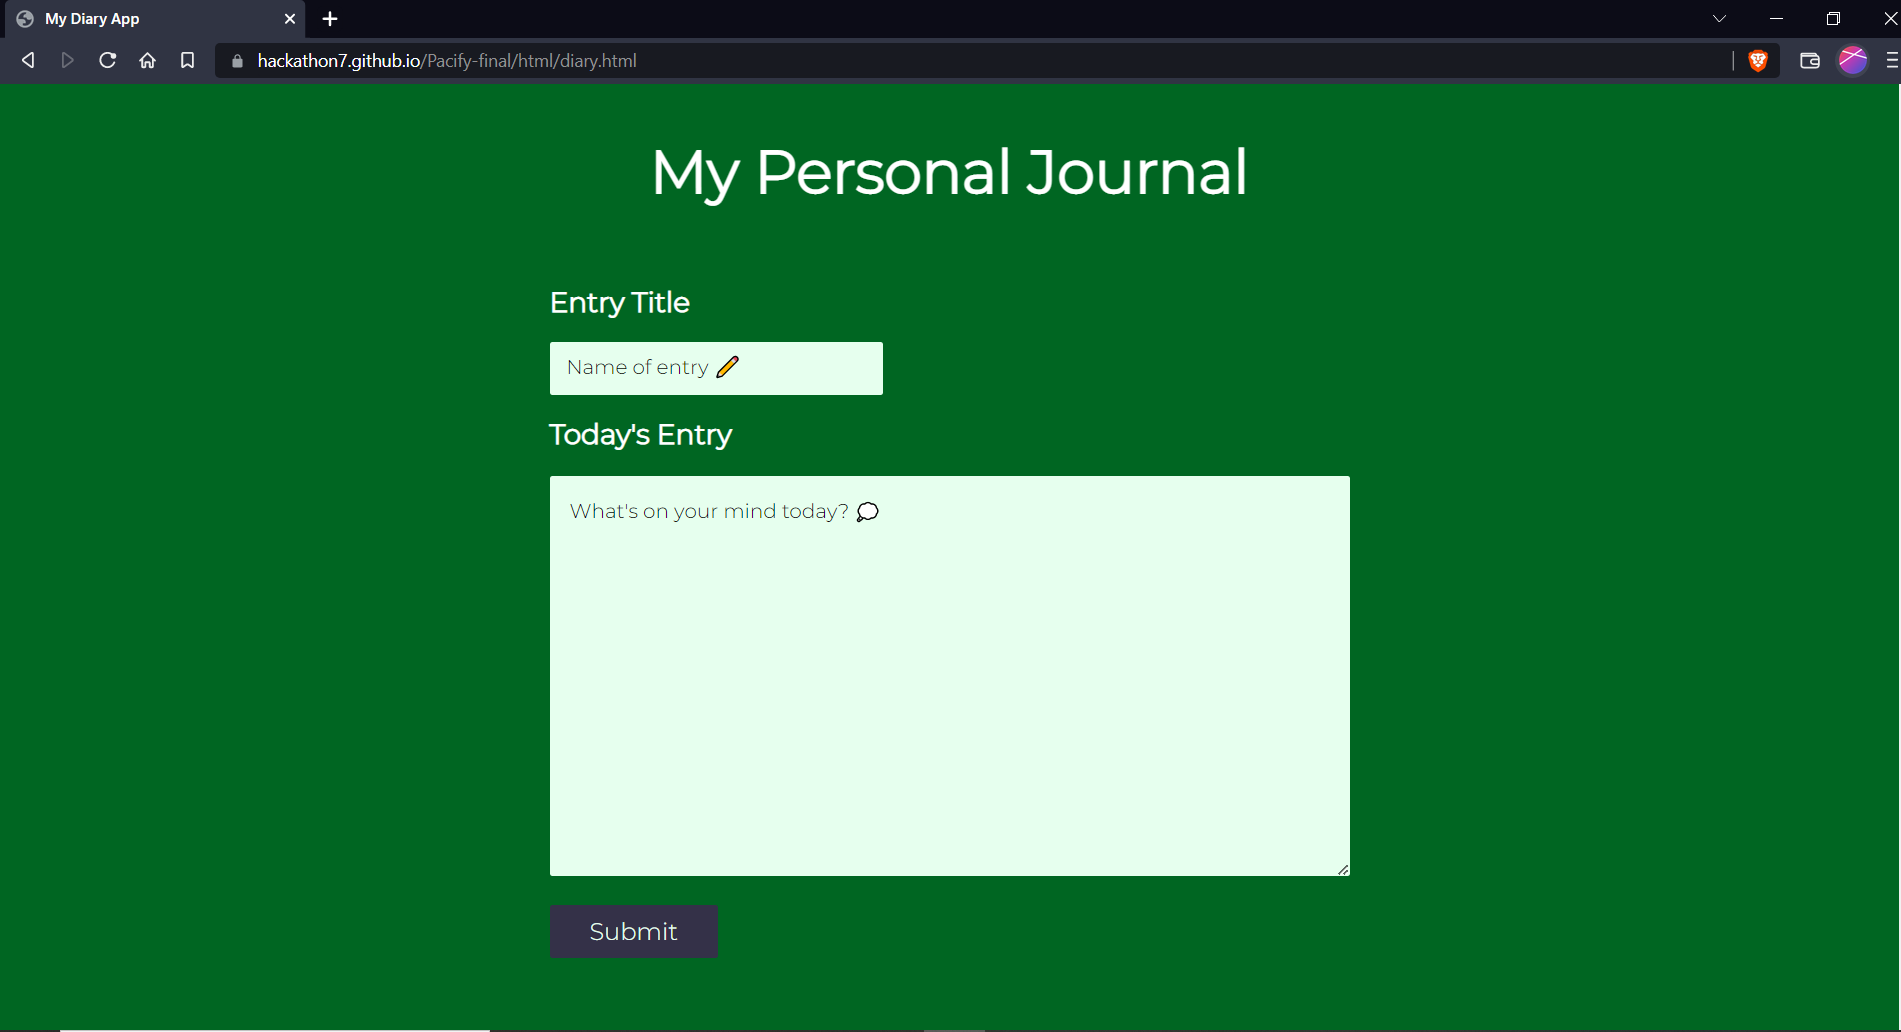 My Diary App
hackathon7.github.io/Pacify-final/html/diary.html
My Personal Journal
Entry Title
Name of entry ✏️
Today's Entry
What's on your mind today? 💭
Submit